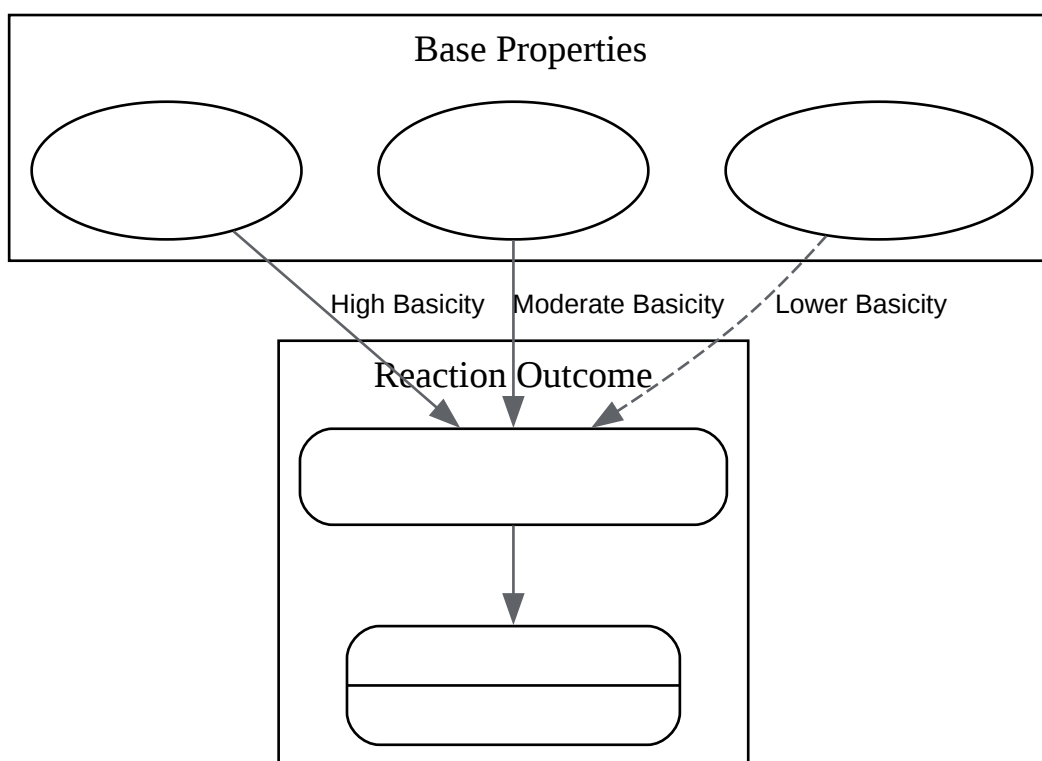 Base Properties
High Basicity
Moderate Basicity
Lower Basicity
Reaction Outcome